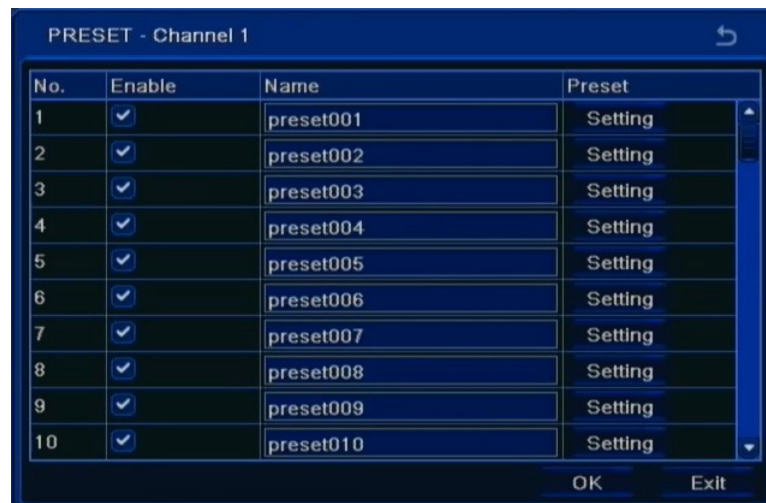 PRESET - Channel 1
No. Enable Name Preset
1 preset001 Setting
2 preset002 Setting
3 preset003 Setting
4 preset004 Setting
5 preset005 Setting
6 preset006 Setting
7 preset007 Setting
8 preset008 Setting
9 preset009 Setting
10 preset010 Setting
OK Exit